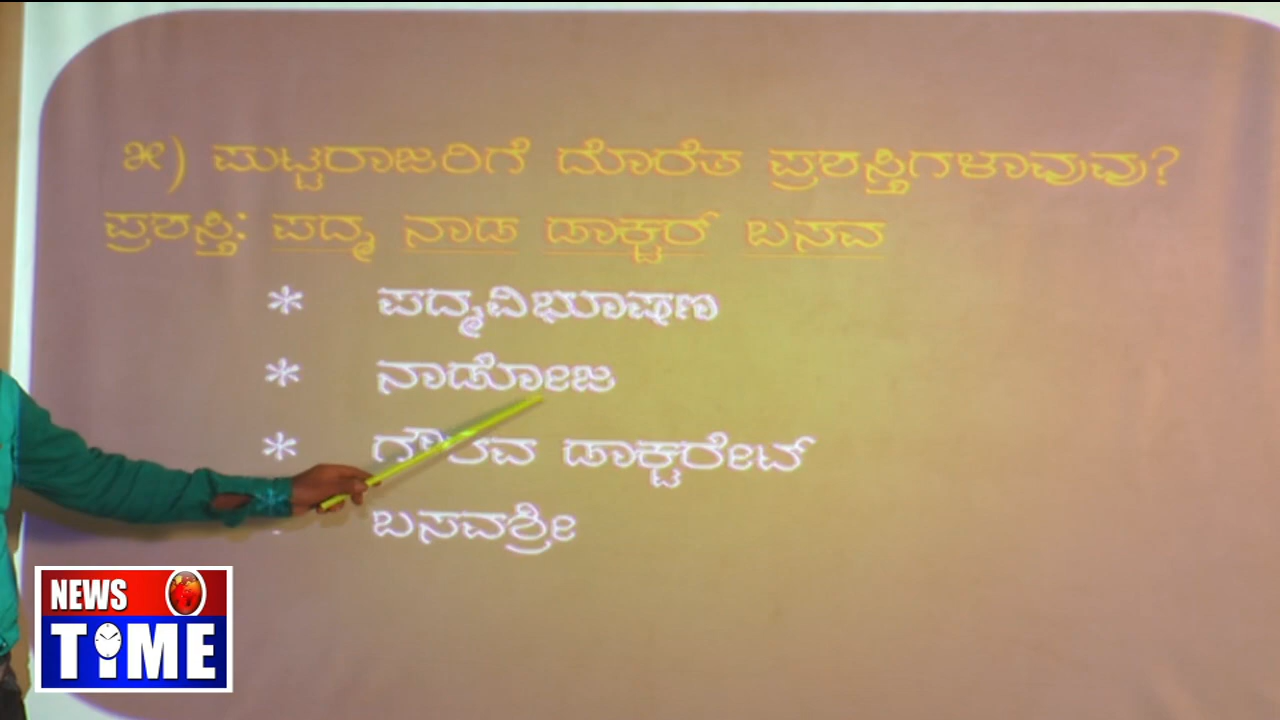 ೫) ಪುಟ್ಟರಾಜರಿಗೆ ದೊರೆತ ಪ್ರಶಸ್ತಿಗಳಾವುವು?
ಪ್ರಶಸ್ತಿ: ಪದ್ಮ ನಾಡ ಡಾಕ್ಟರ್ ಬಸವ
* ಪದ್ಮವಿಭೂಷಣ
* ನಾಡೋಜ
* ಗೌರವ ಡಾಕ್ಟರೇಟ್
ಬಸವಶ್ರೀ
NEWS
TIME